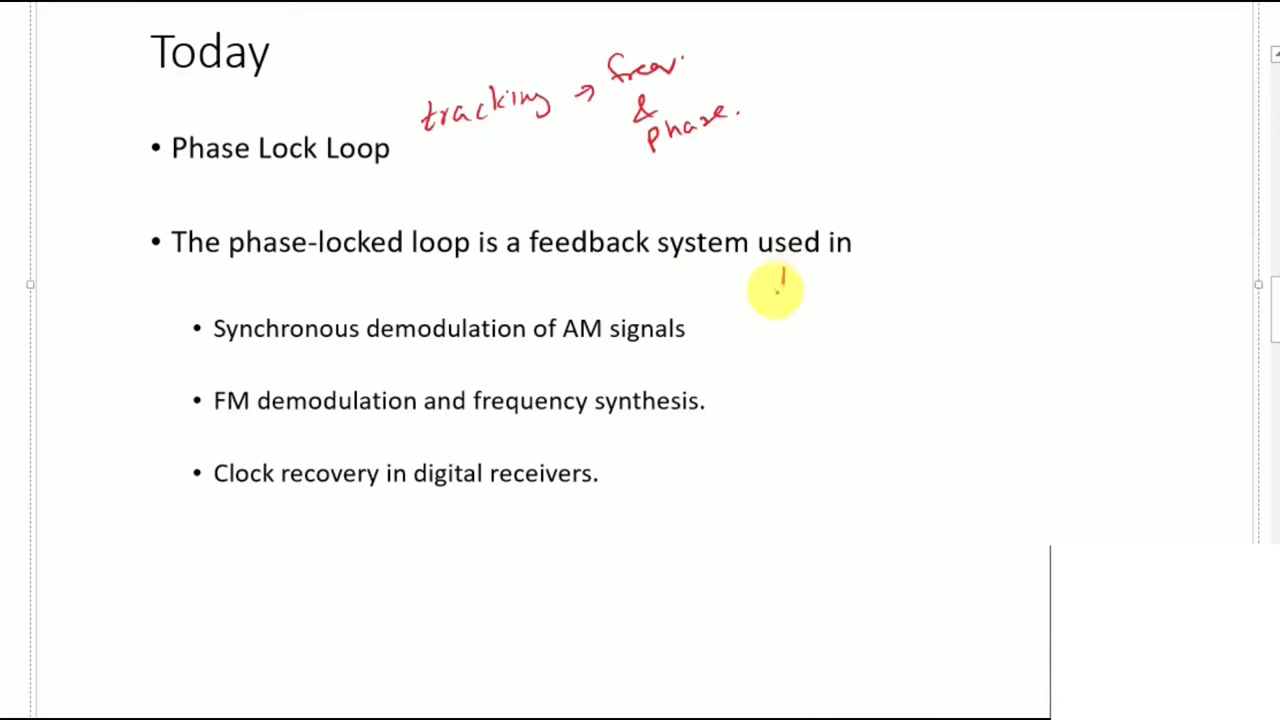 Today
tracking → freq.
& phase.
• Phase Lock Loop
• The phase-locked loop is a feedback system used in
• Synchronous demodulation of AM signals
• FM demodulation and frequency synthesis.
• Clock recovery in digital receivers.